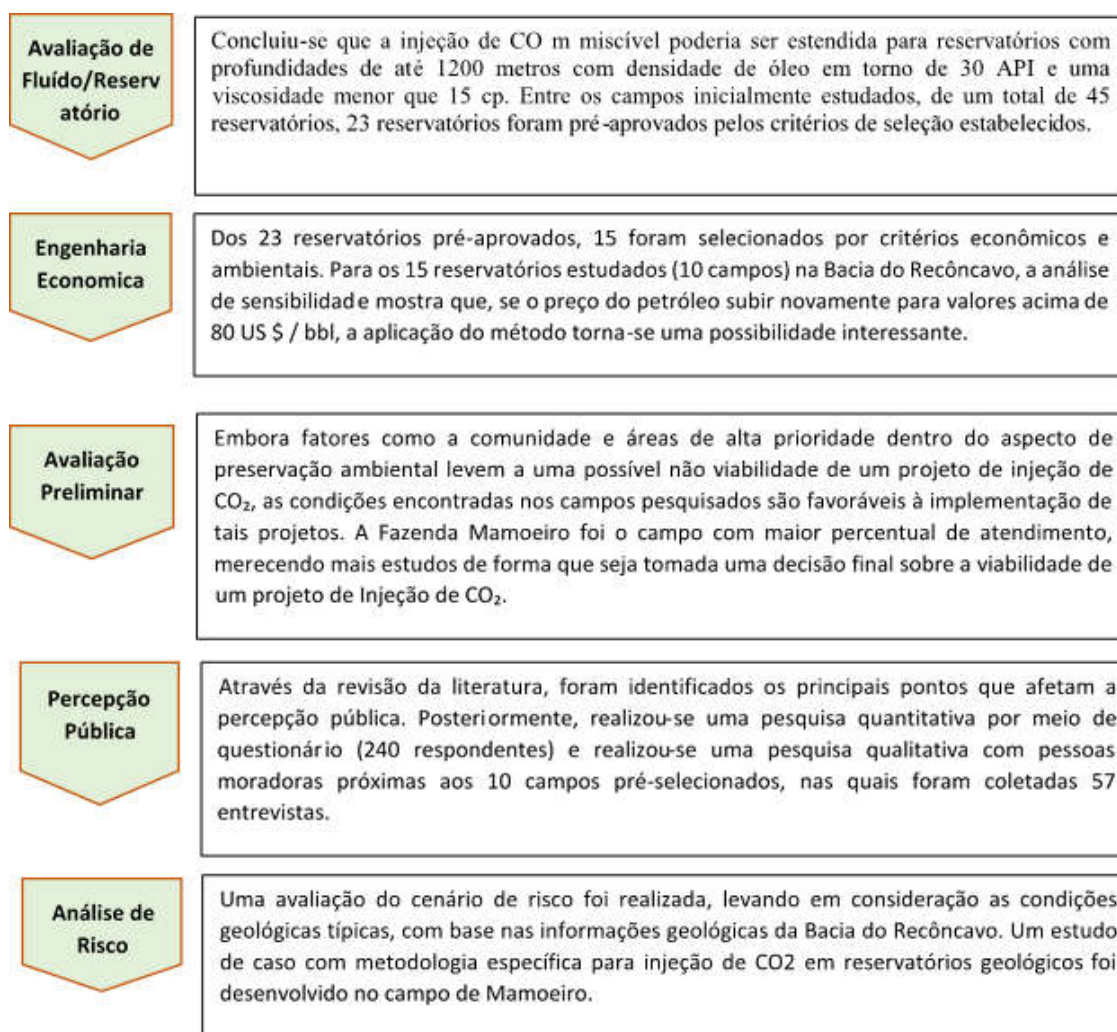 Avaliação de
Fluído/Reserv
atório
Concluiu-se que a injeção de CO m miscível poderia ser estendida para reservatórios com
profundidades de até 1200 metros com densidade de óleo em torno de 30 API e uma
viscosidade menor que 15 cp. Entre os campos inicialmente estudados, de um total de 45
reservatórios, 23 reservatórios foram pré-aprovados pelos critérios de seleção estabelecidos.
Engenharia
Economica
Dos 23 reservatórios pré-aprovados, 15 foram selecionados por critérios econômicos e
ambientais. Para os 15 reservatórios estudados (10 campos) na Bacia do Recôncavo, a análise
de sensibilidade mostra que, se o preço do petróleo subir novamente para valores acima de
80 US $ / bbl, a aplicação do método torna-se uma possibilidade interessante.
Avaliação
Preliminar
Embora fatores como a comunidade e áreas de alta prioridade dentro do aspecto de
preservação ambiental levem a uma possível não viabilidade de um projeto de injeção de
CO₂, as condições encontradas nos campos pesquisados são favoráveis à implementação de
tais projetos. A Fazenda Mamoeiro foi o campo com maior percentual de atendimento,
merecendo mais estudos de forma que seja tomada uma decisão final sobre a viabilidade de
um projeto de Injeção de CO₂.
Percepção
Pública
Através da revisão da literatura, foram identificados os principais pontos que afetam a
percepção pública. Posteriormente, realizou-se uma pesquisa quantitativa por meio de
questionário (240 respondentes) e realizou-se uma pesquisa qualitativa com pessoas
moradoras próximas aos 10 campos pré-selecionados, nas quais foram coletadas 57
entrevistas.
Análise de
Risco
Uma avaliação do cenário de risco foi realizada, levando em consideração as condições
geológicas típicas, com base nas informações geológicas da Bacia do Recôncavo. Um estudo
de caso com metodologia específica para injeção de CO2 em reservatórios geológicos foi
desenvolvido no campo de Mamoeiro.